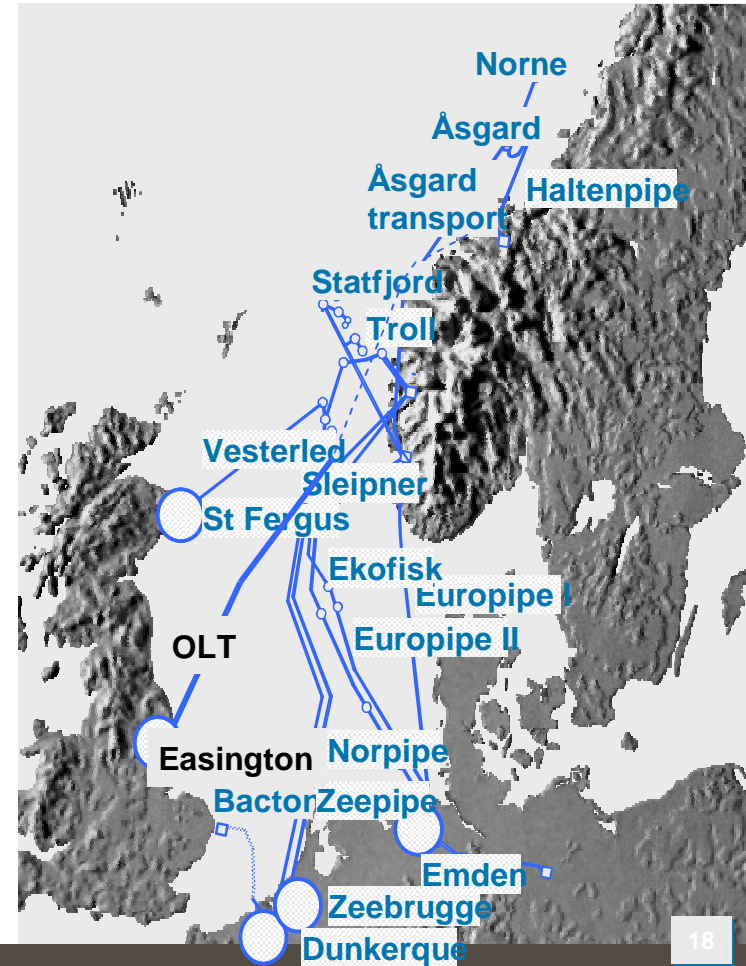 Norne
Åsgard
Åsgard
transport
Haltenpipe
Statfjord
Troll
Vesterled
Sleipner
St Fergus
Ekofisk
Europipe I
OLT
Europipe II
Easington
Norpipe
Bacton
Zeepipe
Emden
Zeebrugge
Dunkerque
18